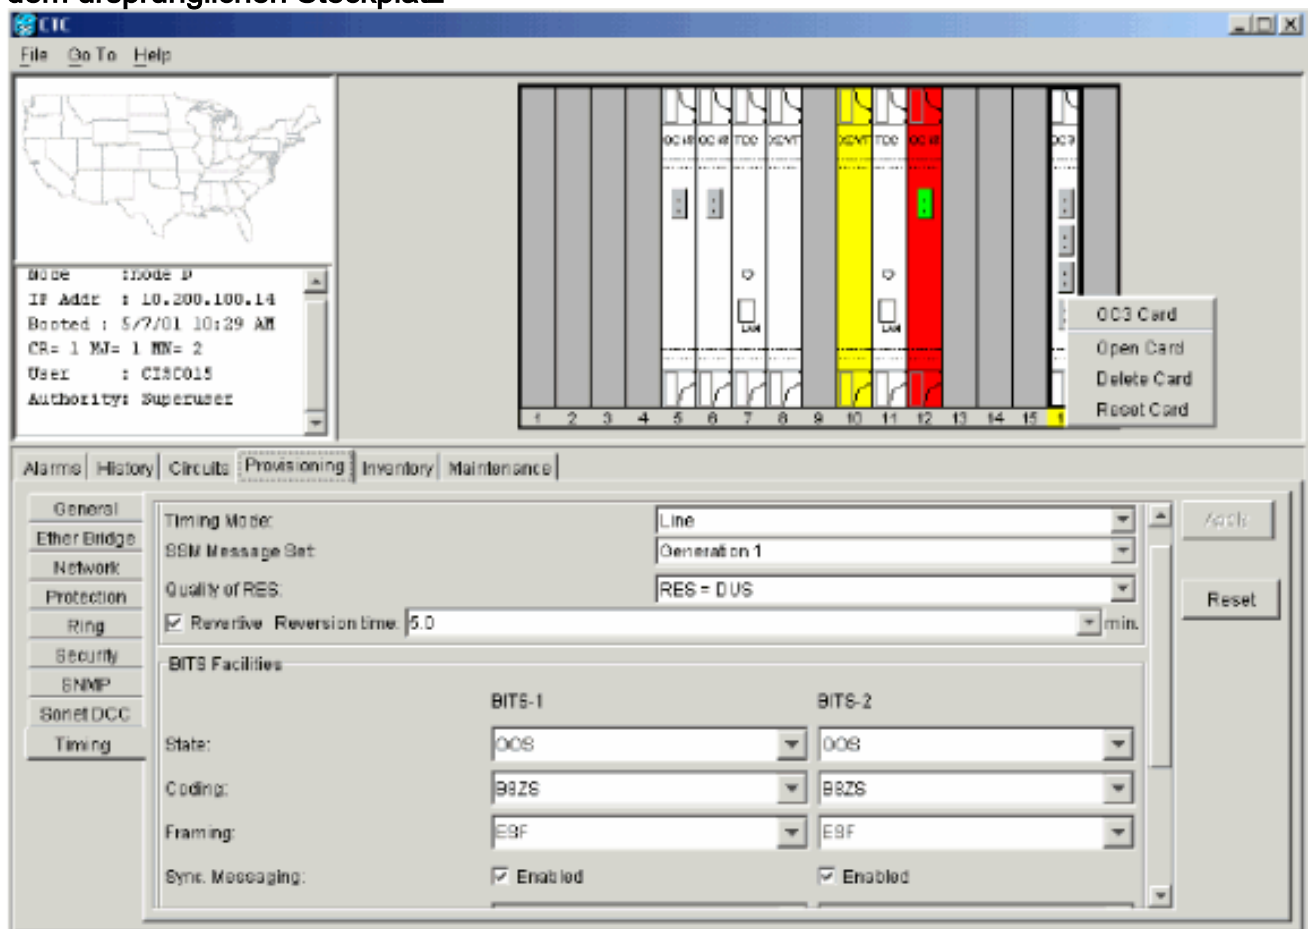 dem ursprünglichen Steckplatz
CTC
File Go To Help
Node :node D
IP Addr : 10.200.100.14
Booted : 5/7/01 10:29 AM
CR= 1 MJ= 1 MN= 2
User : CISCO15
Authority: Superuser
TCC XCVT XCVT TCC
LAN LAN
1 2 3 4 5 6 7 8 9 10 11 12 13 14 15
OC3 Card
Open Card
Delete Card
Reset Card
Alarms History Circuits Provisioning Inventory Maintenance
General
Ether Bridge
Network
Protection
Ring
Security
SNMP
Sonet DCC
Timing
Timing Mode: Line
SSM Message Set: Generation 1
Quality of RES: RES = DUS
Revertive Reversion time: 5.0 min.
Apply
Reset
BITS Facilities
BITS-1 BITS-2
State: OOS OOS
Coding: B8ZS B8ZS
Framing: ESF ESF
Sync. Messaging: Enabled Enabled